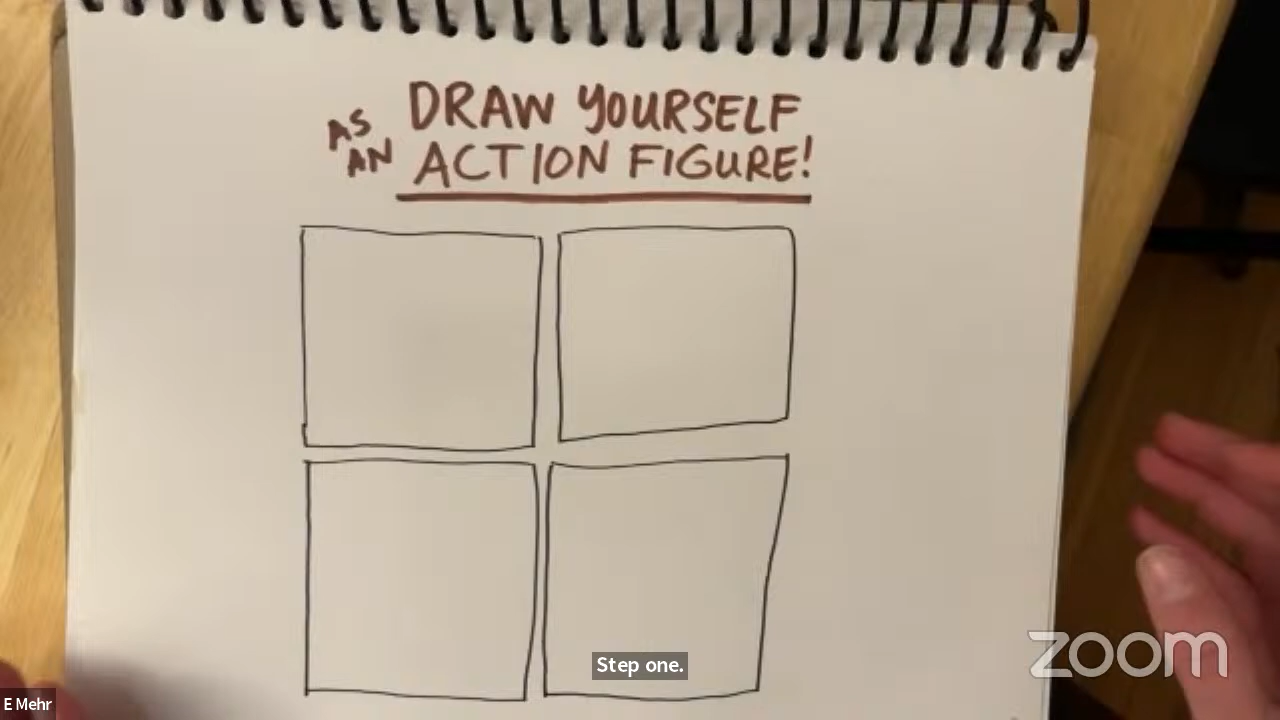 DRAW YOURSELF
AS AN ACTION FIGURE!
Step one.
zoom
E Mehr